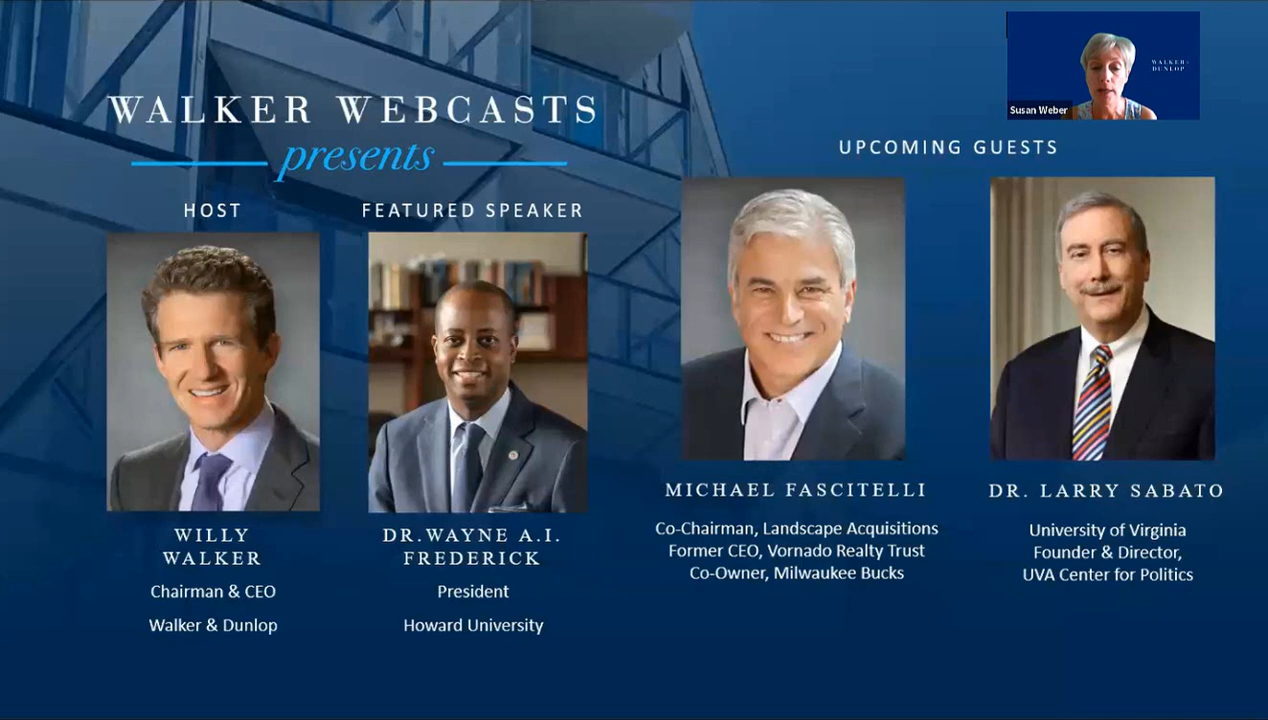 WALKER WEBCASTS
presents
HOST
FEATURED SPEAKER
WILLY
WALKER
Chairman & CEO
Walker & Dunlop
DR.WAYNE A.I.
FREDERICK
President
Howard University
Susan Weber
WALKER
DUNLOP
UPCOMING GUESTS
MICHAEL FASCITELLI
Co-Chairman, Landscape Acquisitions
Former CEO, Vornado Realty Trust
Co-Owner, Milwaukee Bucks
DR. LARRY SABATO
University of Virginia
Founder & Director,
UVA Center for Politics